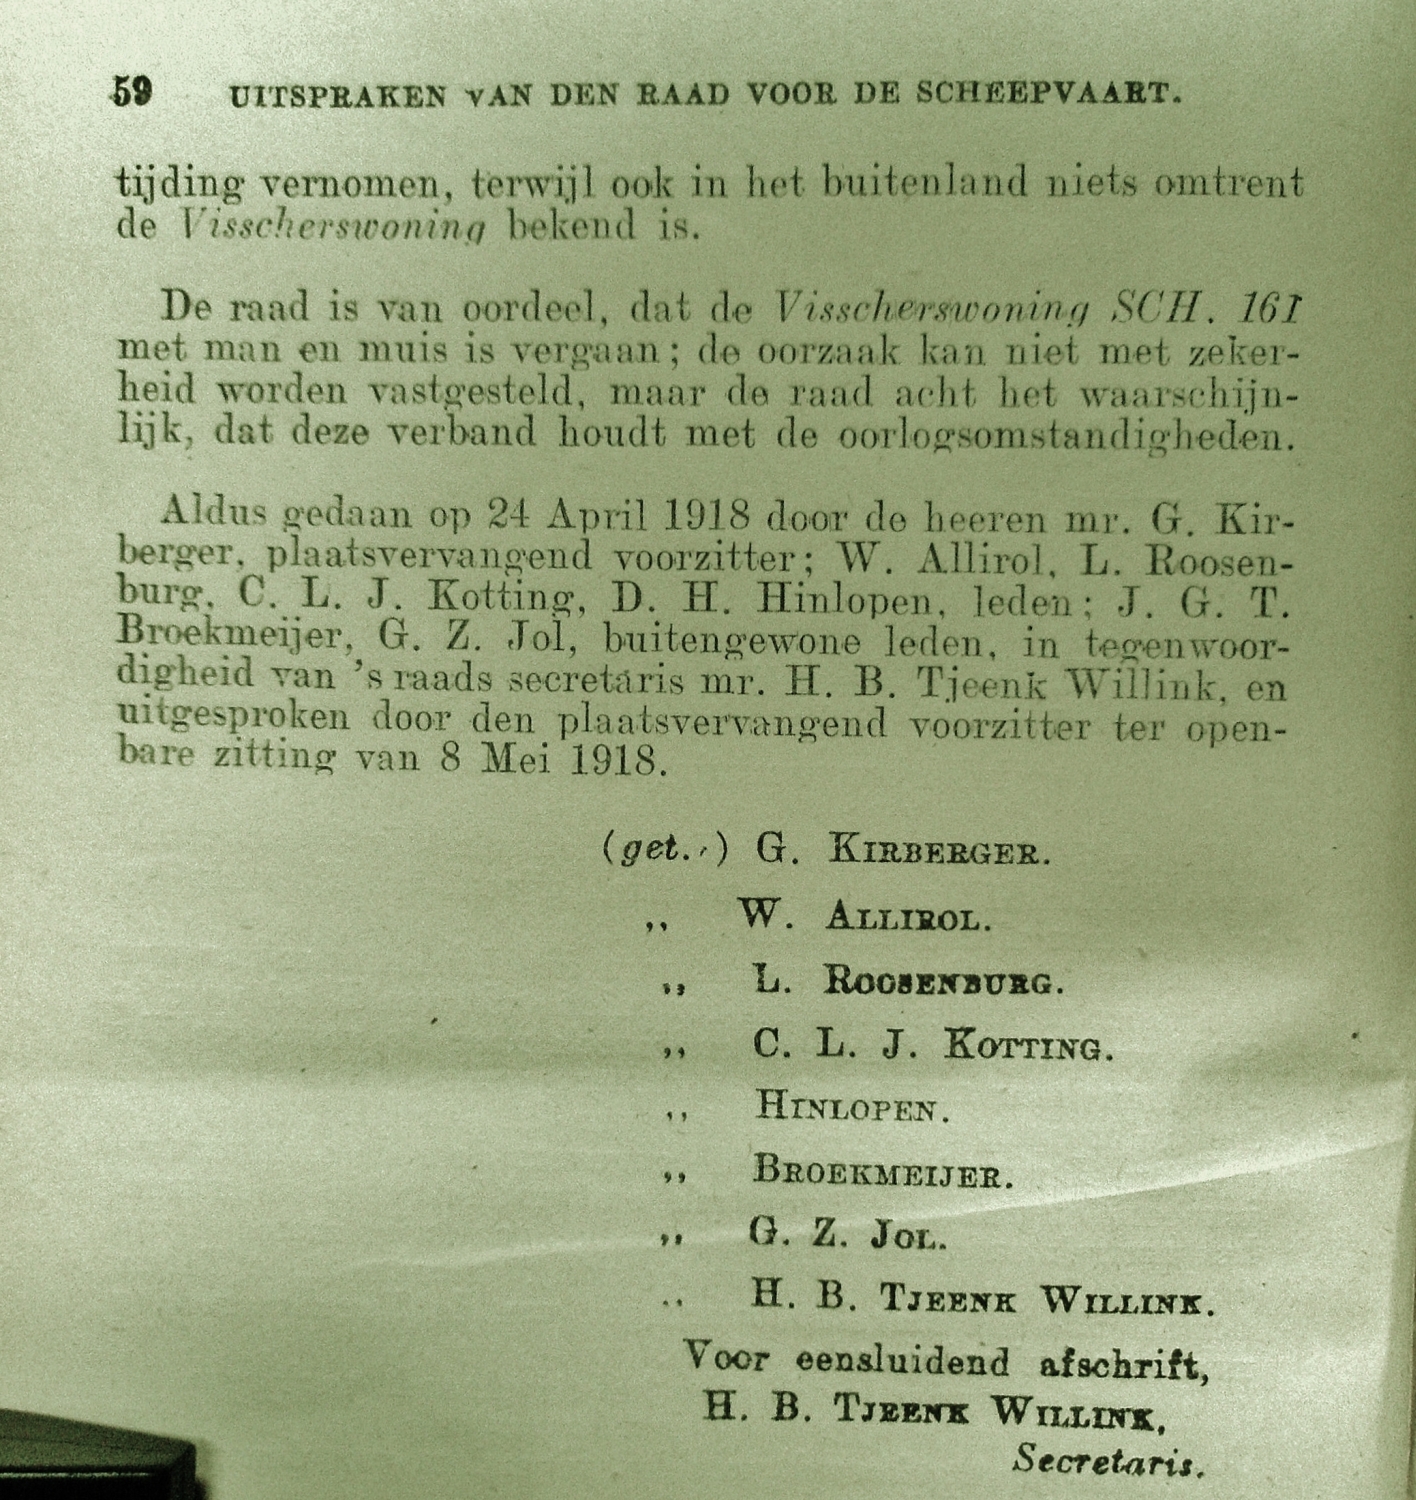 59 UITSPRAKEN VAN DEN RAAD VOOR DE SCHEEPVAART.
tijding vernomen, terwijl ook in het buitenland niets omtrent
de Visscherswoning bekend is.
De raad is van oordeel, dat de Visscherswoning SCH. 161
met man en muis is vergaan; de oorzaak kan niet met zeker-
heid worden vastgesteld, maar de raad acht het waarschijn-
lijk, dat deze verband houdt met de oorlogsomstandigheden.
Aldus gedaan op 24 April 1918 door de heeren mr. G. Kir-
berger, plaatsvervangend voorzitter; W. Allirol, L. Roosen-
burg, C. L. J. Kotting, D. H. Hinlopen, leden; J. G. T.
Broekmeijer, G. Z. Jol, buitengewone leden, in tegenwoor-
digheid van 's raads secretaris mr. H. B. Tjeenk Willink, en
uitgesproken door den plaatsvervangend voorzitter ter open-
bare zitting van 8 Mei 1918.
(get.) G. KIRBERGER.
,, W. ALLIROL.
,, L. ROOSENBURG.
,, C. L. J. KOTTING.
,, HINLOPEN.
,, BROEKMEIJER.
,, G. Z. JOL.
,, H. B. TJEENK WILLINK.
Voor eensluidend afschrift,
H. B. TJEENK WILLINK,
Secretaris.